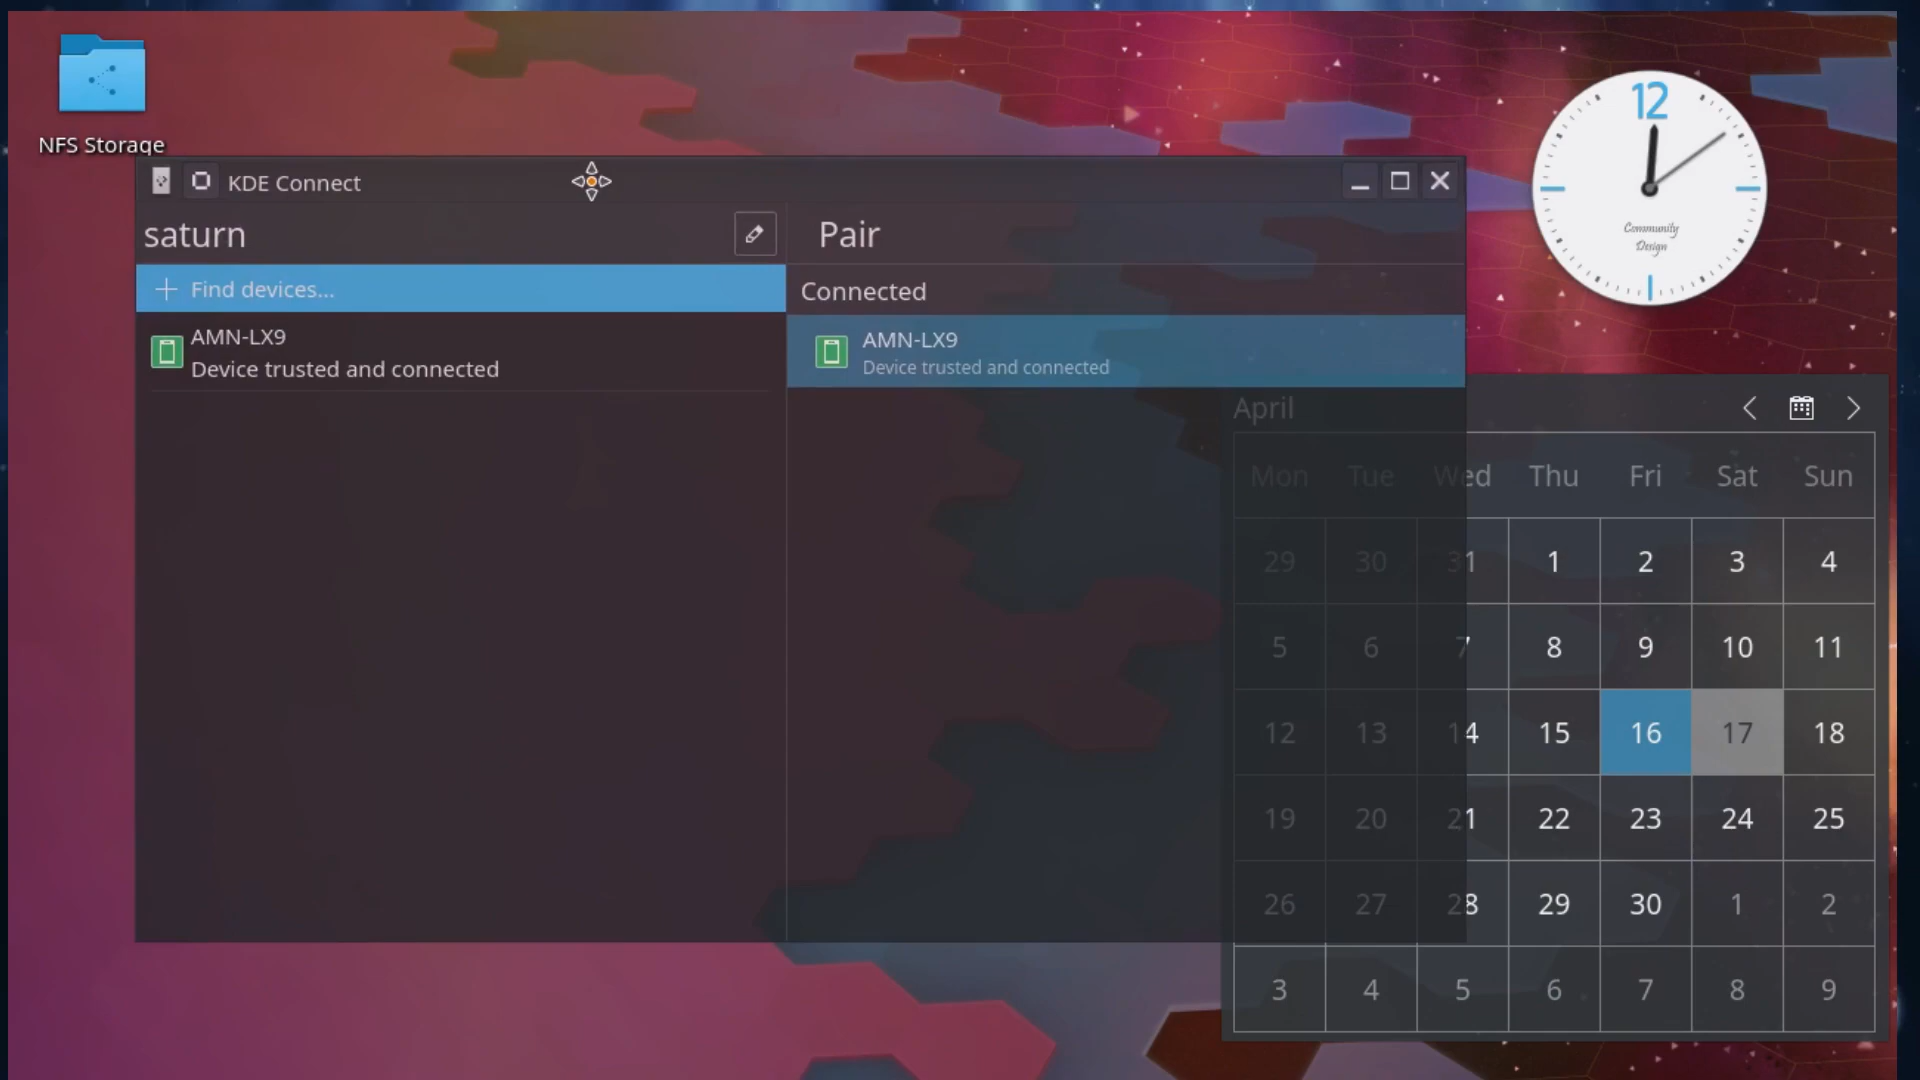 NFS Storage
12
Community
Design
KDE Connect
saturn
Pair
Find devices...
Connected
AMN-LX9
Device trusted and connected
AMN-LX9
Device trusted and connected
April
Mon Tue Wed Thu Fri Sat Sun
29 30 31 1 2 3 4
5 6 7 8 9 10 11
12 13 14 15 16 17 18
19 20 21 22 23 24 25
26 27 28 29 30 1 2
3 4 5 6 7 8 9